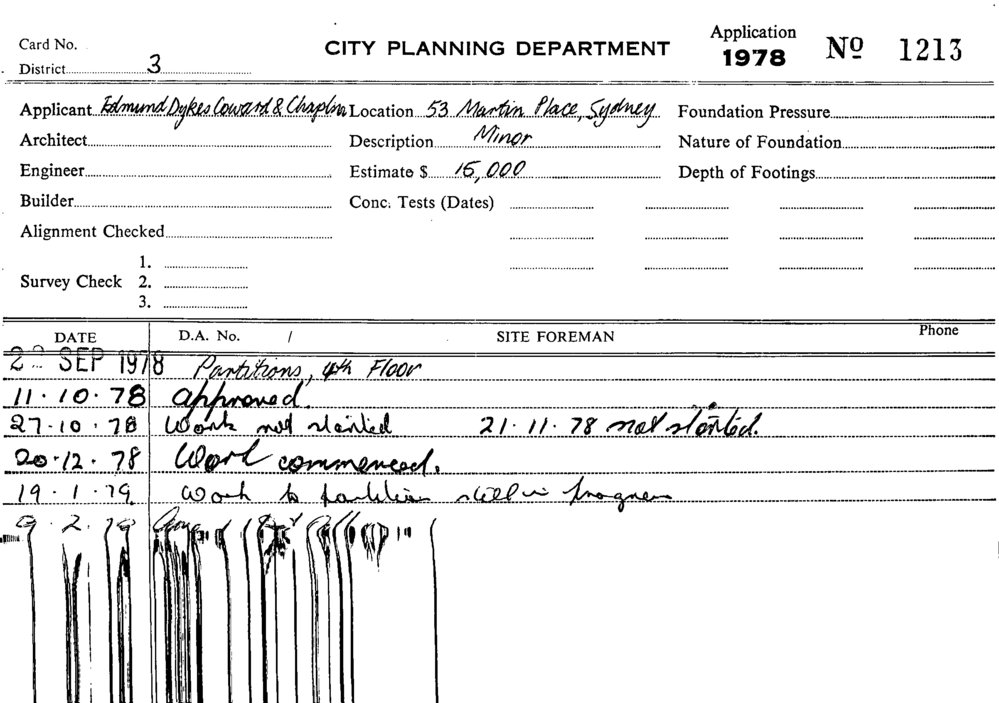 Card No.
CITY PLANNING DEPARTMENT
Application
1978
Nº 1213
District 3
Applicant Edmund Dykes Coward & Chaplin Location 53 Martin Place, Sydney Foundation Pressure
Architect Description Minor Nature of Foundation
Engineer Estimate $ 15,000 Depth of Footings
Builder Conc. Tests (Dates)
Alignment Checked
1.
Survey Check 2.
3.
DATE D.A. No. / SITE FOREMAN Phone
SEP 1978 Partitions, 4th Floor
11.10.78 approved.
27.10.78 Work not started 21.11.78 not started.
20.12.78 Work commenced.
19.1.79 Work to partitions still in progress
9.2.79